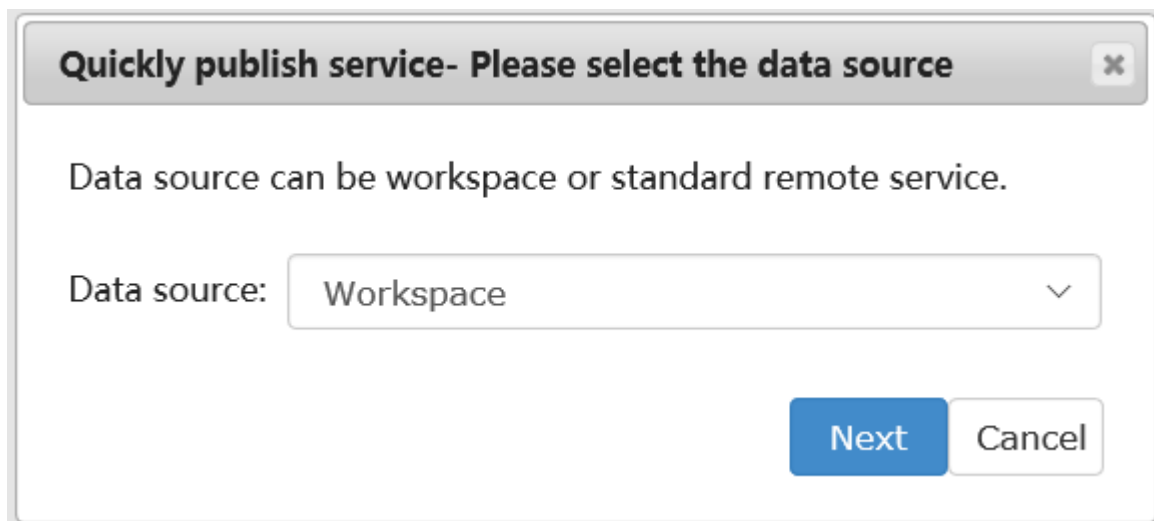 Quickly publish service- Please select the data source
Data source can be workspace or standard remote service.
Data source: Workspace
Next Cancel